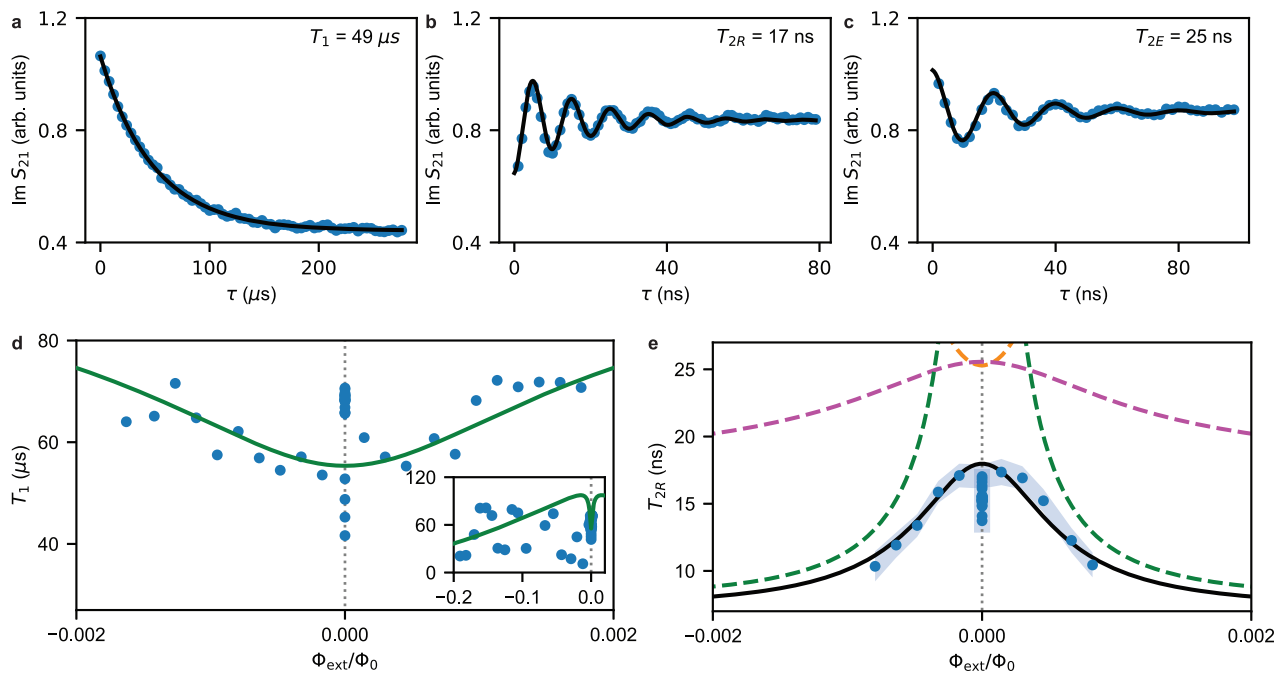 a
T₁ = 49 μs
1.2
0.8
0.4
Im S₂₁ (arb. units)
0
100
200
τ (μs)
b
T₂R = 17 ns
1.2
0.8
0.4
Im S₂₁ (arb. units)
0
20
40
60
80
τ (ns)
c
T₂E = 25 ns
1.2
0.8
0.4
Im S₂₁ (arb. units)
0
20
40
60
80
τ (ns)
d
80
60
40
T₁ (μs)
−0.002
0.000
0.002
Φext/Φ₀
120
60
0
−0.2
−0.1
0.0
e
25
20
15
10
T₂R (ns)
−0.002
0.000
0.002
Φext/Φ₀